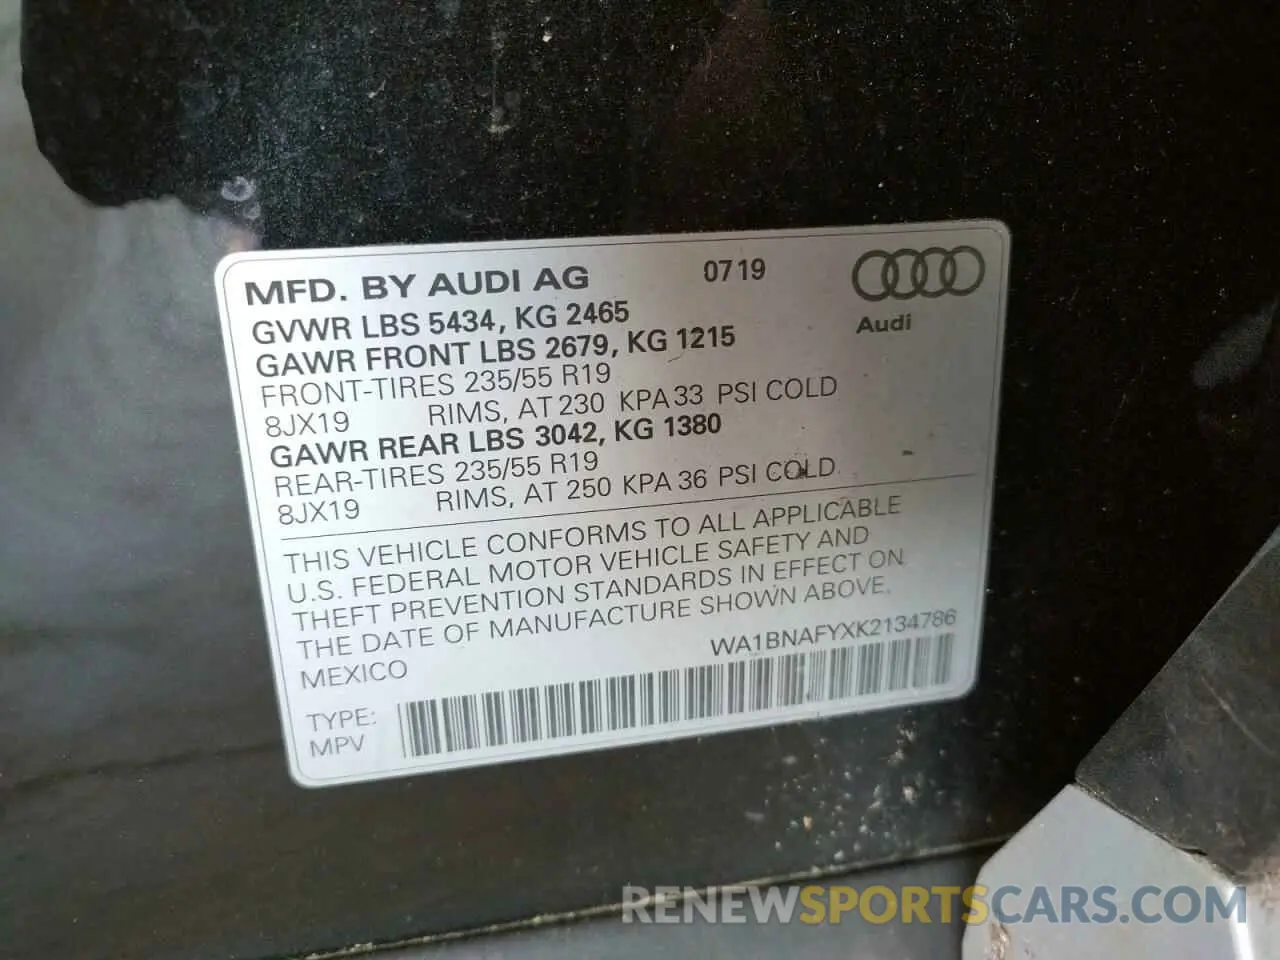 MFD. BY AUDI AG 0719
GVWR LBS 5434, KG 2465
Audi
GAWR FRONT LBS 2679, KG 1215
FRONT-TIRES 235/55 R19
8JX19 RIMS, AT 230 KPA 33 PSI COLD
GAWR REAR LBS 3042, KG 1380
REAR-TIRES 235/55 R19
8JX19 RIMS, AT 250 KPA 36 PSI COLD
THIS VEHICLE CONFORMS TO ALL APPLICABLE
U.S. FEDERAL MOTOR VEHICLE SAFETY AND
THEFT PREVENTION STANDARDS IN EFFECT ON
THE DATE OF MANUFACTURE SHOWN ABOVE.
MEXICO WA1BNAFYXK2134786
TYPE:
MPV
RENEWSPORTSCARS.COM